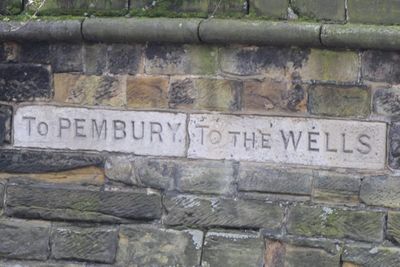 To PEMBURY. To THE WELLS.